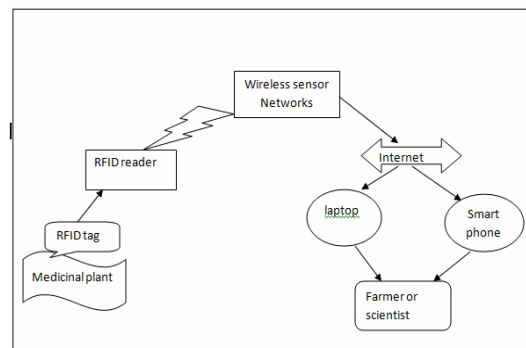 Wireless sensor
Networks
RFID reader
Internet
laptop
Smart
phone
RFID tag
Medicinal plant
Farmer or
scientist